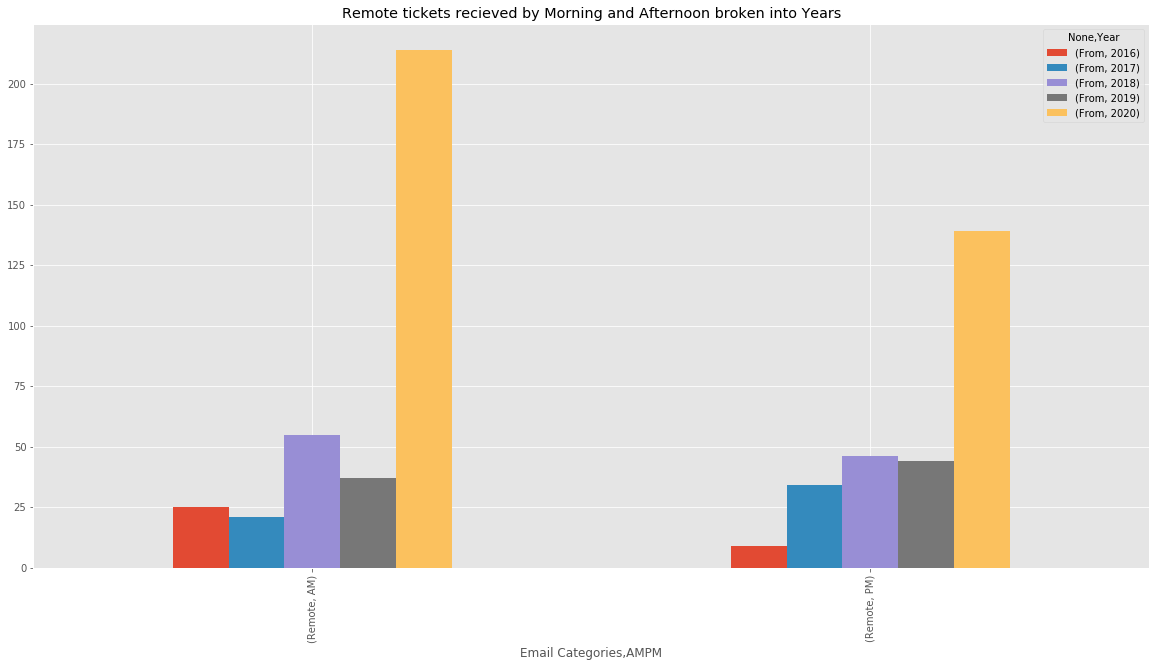 Remote tickets recieved by Morning and Afternoon broken into Years
None,Year
(From, 2016)
(From, 2017)
(From, 2018)
(From, 2019)
(From, 2020)
200
175
150
125
100
75
50
25
0
(Remote, AM)
(Remote, PM)
Email Categories,AMPM